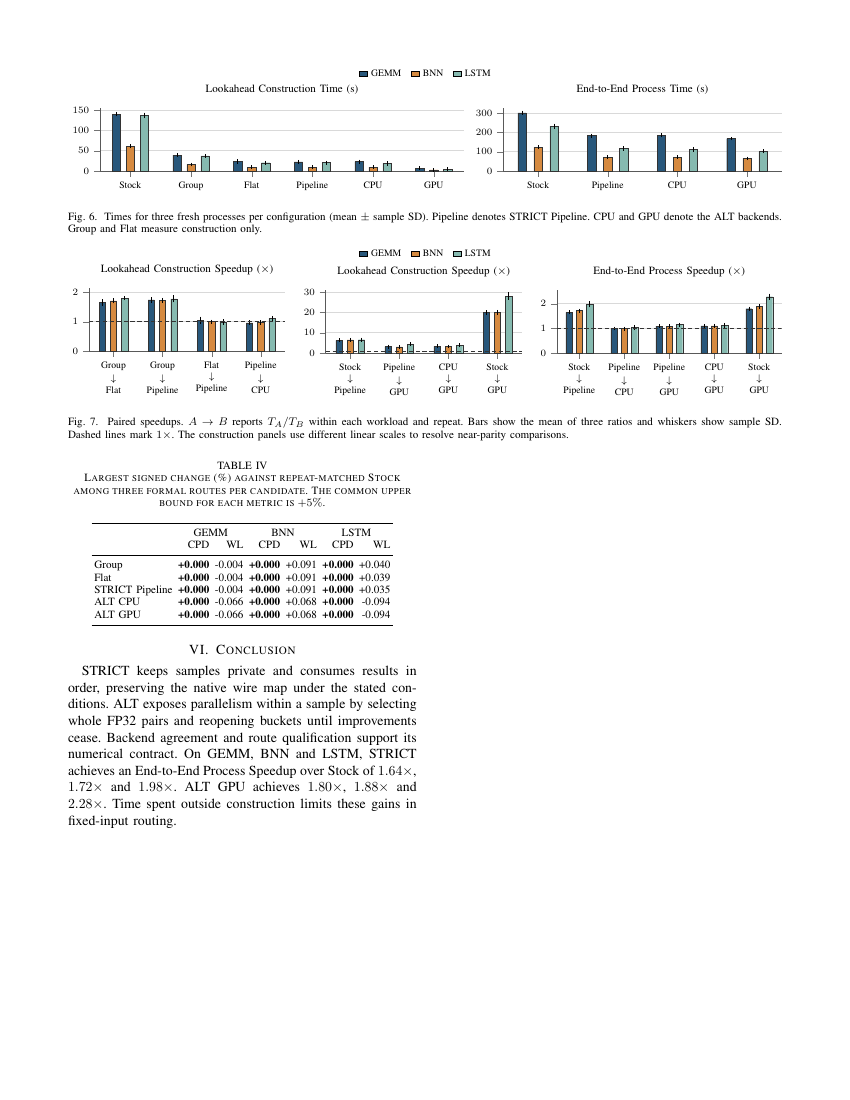 GEMM BNN LSTM
Lookahead Construction Time (s)
150
100
50
0
Stock Group Flat Pipeline CPU GPU
End-to-End Process Time (s)
300
200
100
0
Stock Pipeline CPU GPU
Fig. 6. Times for three fresh processes per configuration (mean ± sample SD). Pipeline denotes STRICT Pipeline. CPU and GPU denote the ALT backends.
Group and Flat measure construction only.
GEMM BNN LSTM
Lookahead Construction Speedup (×)
2
1
0
Group Group Flat Pipeline
↓ ↓ ↓ ↓
Flat Pipeline Pipeline CPU
Lookahead Construction Speedup (×)
30
20
10
0
Stock Pipeline CPU Stock
↓ ↓ ↓ ↓
Pipeline GPU GPU GPU
End-to-End Process Speedup (×)
2
1
0
Stock Pipeline Pipeline CPU Stock
↓ ↓ ↓ ↓ ↓
Pipeline CPU GPU GPU GPU
Fig. 7. Paired speedups. A → B reports T_A/T_B within each workload and repeat. Bars show the mean of three ratios and whiskers show sample SD.
Dashed lines mark 1×. The construction panels use different linear scales to resolve near-parity comparisons.
TABLE IV
LARGEST SIGNED CHANGE (%) AGAINST REPEAT-MATCHED STOCK
AMONG THREE FORMAL ROUTES PER CANDIDATE. THE COMMON UPPER
BOUND FOR EACH METRIC IS +5%.
GEMM BNN LSTM
CPD WL CPD WL CPD WL
Group +0.000 -0.004 +0.000 +0.091 +0.000 +0.040
Flat +0.000 -0.004 +0.000 +0.091 +0.000 +0.039
STRICT Pipeline +0.000 -0.004 +0.000 +0.091 +0.000 +0.035
ALT CPU +0.000 -0.066 +0.000 +0.068 +0.000 -0.094
ALT GPU +0.000 -0.066 +0.000 +0.068 +0.000 -0.094
VI. CONCLUSION
STRICT keeps samples private and consumes results in
order, preserving the native wire map under the stated con-
ditions. ALT exposes parallelism within a sample by selecting
whole FP32 pairs and reopening buckets until improvements
cease. Backend agreement and route qualification support its
numerical contract. On GEMM, BNN and LSTM, STRICT
achieves an End-to-End Process Speedup over Stock of 1.64×,
1.72× and 1.98×. ALT GPU achieves 1.80×, 1.88× and
2.28×. Time spent outside construction limits these gains in
fixed-input routing.